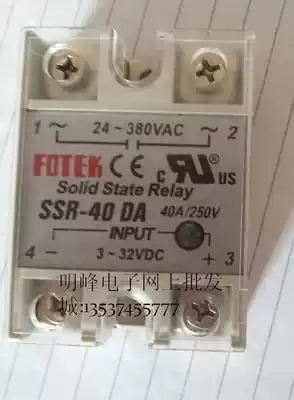 1 ~ 24~380VAC ~ 2
FOTEK CE c RU US
Solid State Relay
SSR-40 DA 40A/250V
INPUT
4 - 3~32VDC + 3
明峰电子网上批发
城:13537455777